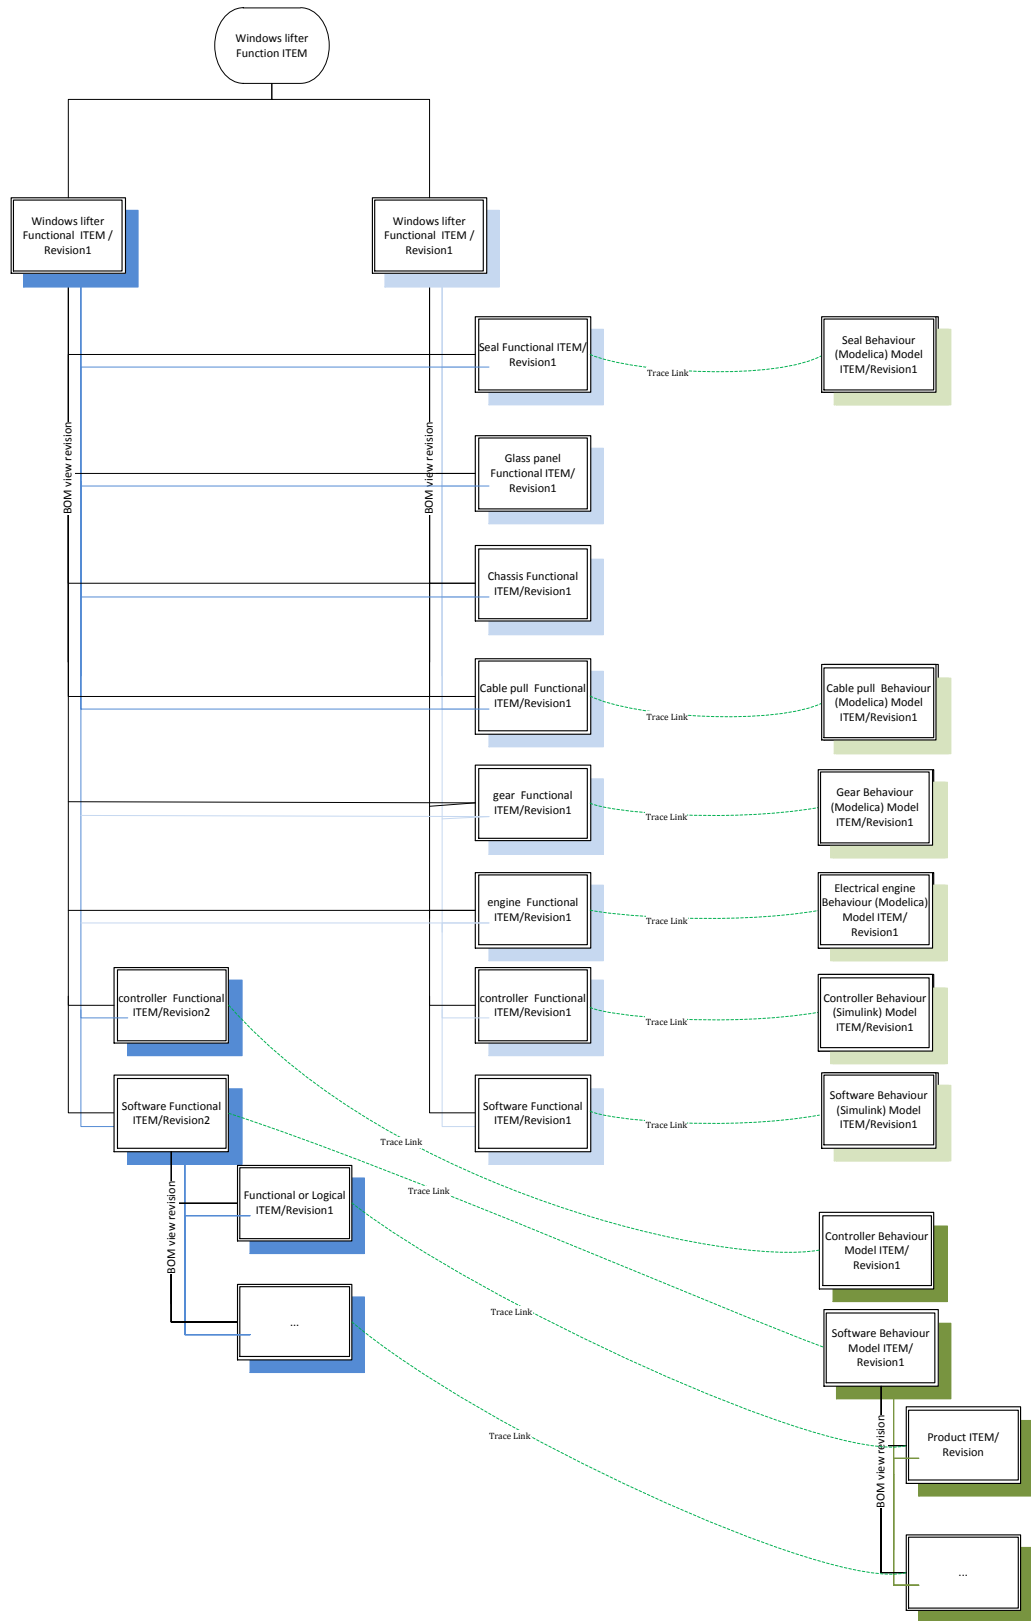 Windows lifter
Function ITEM
Windows lifter
Functional ITEM /
Revision1
Windows lifter
Functional ITEM /
Revision1
BOM view revision
BOM view revision
Seal Functional ITEM/
Revision1
Trace Link
Seal Behaviour
(Modelica) Model
ITEM/Revision1
Glass panel
Functional ITEM/
Revision1
Chassis Functional
ITEM/Revision1
Cable pull Functional
ITEM/Revision1
Trace Link
Cable pull Behaviour
(Modelica) Model
ITEM/Revision1
gear Functional
ITEM/Revision1
Trace Link
Gear Behaviour
(Modelica) Model
ITEM/Revision1
engine Functional
ITEM/Revision1
Trace Link
Electrical engine
Behaviour (Modelica)
Model ITEM/
Revision1
controller Functional
ITEM/Revision2
controller Functional
ITEM/Revision1
Trace Link
Controller Behaviour
(Simulink) Model
ITEM/Revision1
Software Functional
ITEM/Revision2
Software Functional
ITEM/Revision1
Trace Link
Software Behaviour
(Simulink) Model
ITEM/Revision1
Trace Link
Trace Link
BOM view revision
Functional or Logical
ITEM/Revision1
Controller Behaviour
Model ITEM/
Revision1
Trace Link
...
Software Behaviour
Model ITEM/
Revision1
Trace Link
BOM view revision
Product ITEM/
Revision
...